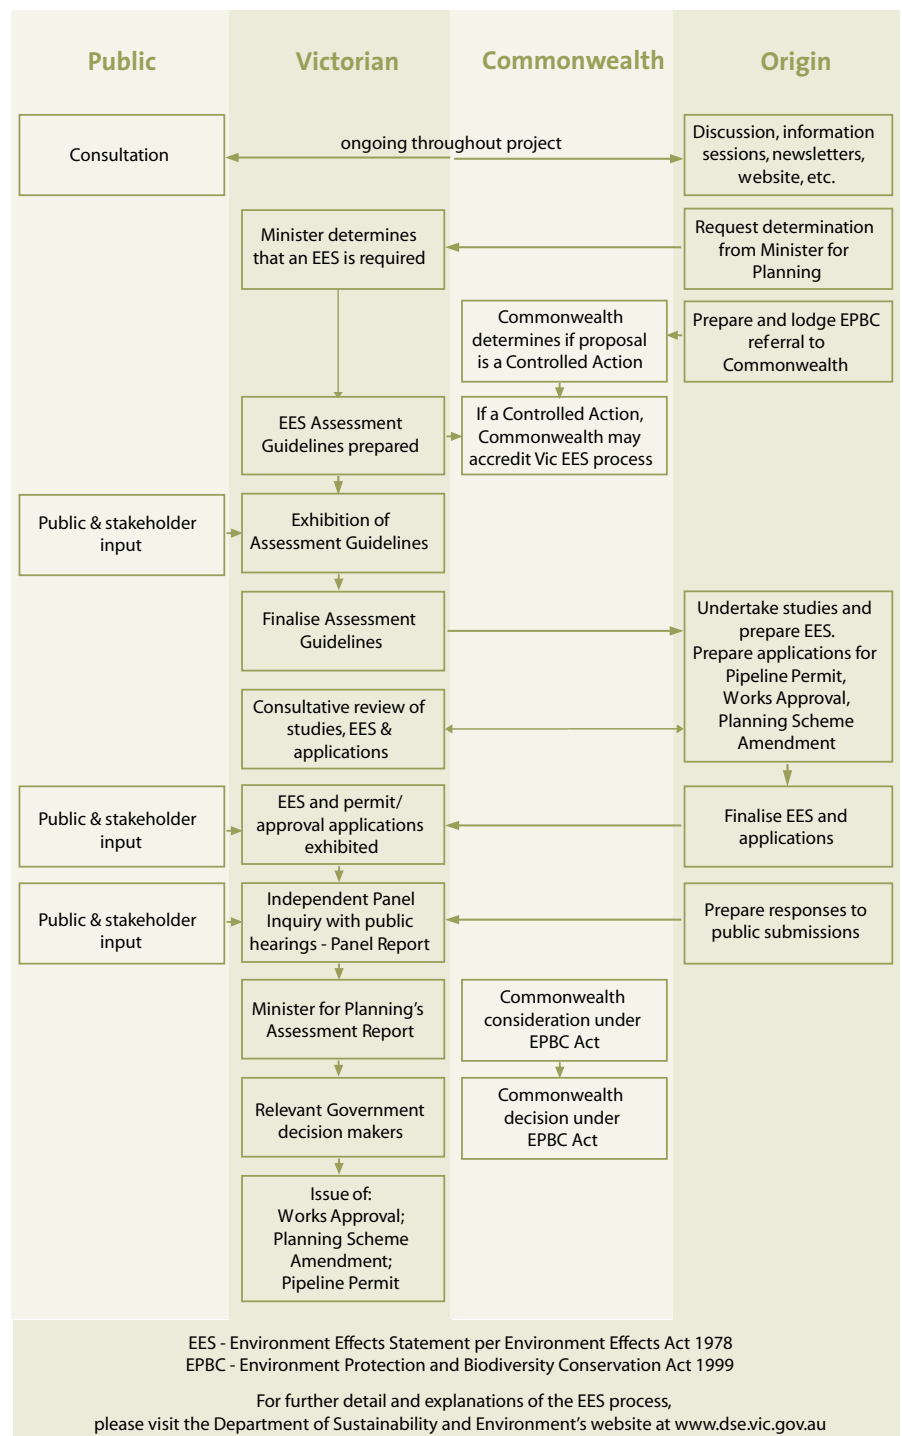 Public
Victorian
Commonwealth
Origin
Consultation
ongoing throughout project
Discussion, information
sessions, newsletters,
website, etc.
Minister determines
that an EES is required
Request determination
from Minister for
Planning
Commonwealth
determines if proposal
is a Controlled Action
Prepare and lodge EPBC
referral to
Commonwealth
EES Assessment
Guidelines prepared
If a Controlled Action,
Commonwealth may
accredit Vic EES process
Public & stakeholder
input
Exhibition of
Assessment Guidelines
Finalise Assessment
Guidelines
Undertake studies and
prepare EES.
Prepare applications for
Pipeline Permit,
Works Approval,
Planning Scheme
Amendment
Consultative review of
studies, EES &
applications
Public & stakeholder
input
EES and permit/
approval applications
exhibited
Finalise EES and
applications
Public & stakeholder
input
Independent Panel
Inquiry with public
hearings - Panel Report
Prepare responses to
public submissions
Minister for Planning's
Assessment Report
Commonwealth
consideration under
EPBC Act
Relevant Government
decision makers
Commonwealth
decision under
EPBC Act
Issue of:
Works Approval;
Planning Scheme
Amendment;
Pipeline Permit
EES - Environment Effects Statement per Environment Effects Act 1978
EPBC - Environment Protection and Biodiversity Conservation Act 1999
For further detail and explanations of the EES process,
please visit the Department of Sustainability and Environment's website at www.dse.vic.gov.au